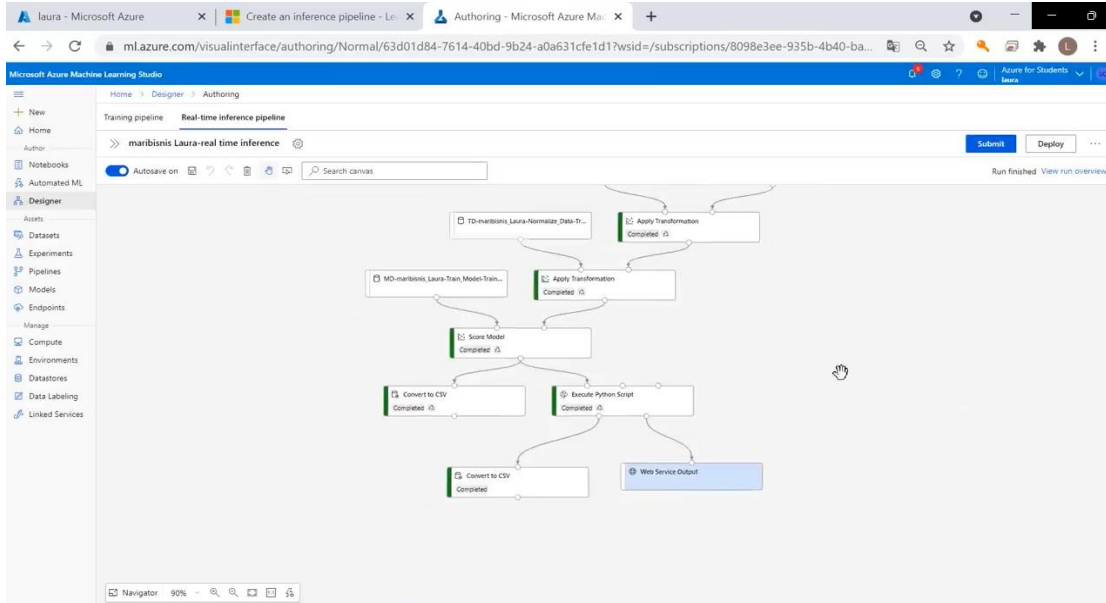 laura - Microsoft Azure
Create an inference pipeline - Le
Authoring - Microsoft Azure Mac
ml.azure.com/visualinterface/authoring/Normal/63d01d84-7614-40bd-9b24-a0a631cfe1d1?wsid=/subscriptions/8098e3ee-935b-4b40-ba...
L
Microsoft Azure Machine Learning Studio
Azure for Students
laura
Home > Designer > Authoring
New
Home
Author
Notebooks
Automated ML
Designer
Assets
Datasets
Experiments
Pipelines
Models
Endpoints
Manage
Compute
Environments
Datastores
Data Labeling
Linked Services
Training pipeline Real-time inference pipeline
maribisnis Laura-real time inference
Submit Deploy ...
Autosave on
Search canvas
Run finished View run overview
TD-maribisnis_Laura-Normalize_Data-Tr...
Apply Transformation
Completed
MD-maribisnis_Laura-Train_Model-Train...
Apply Transformation
Completed
Score Model
Completed
Convert to CSV
Completed
Execute Python Script
Completed
Convert to CSV
Completed
Web Service Output
Navigator 90%